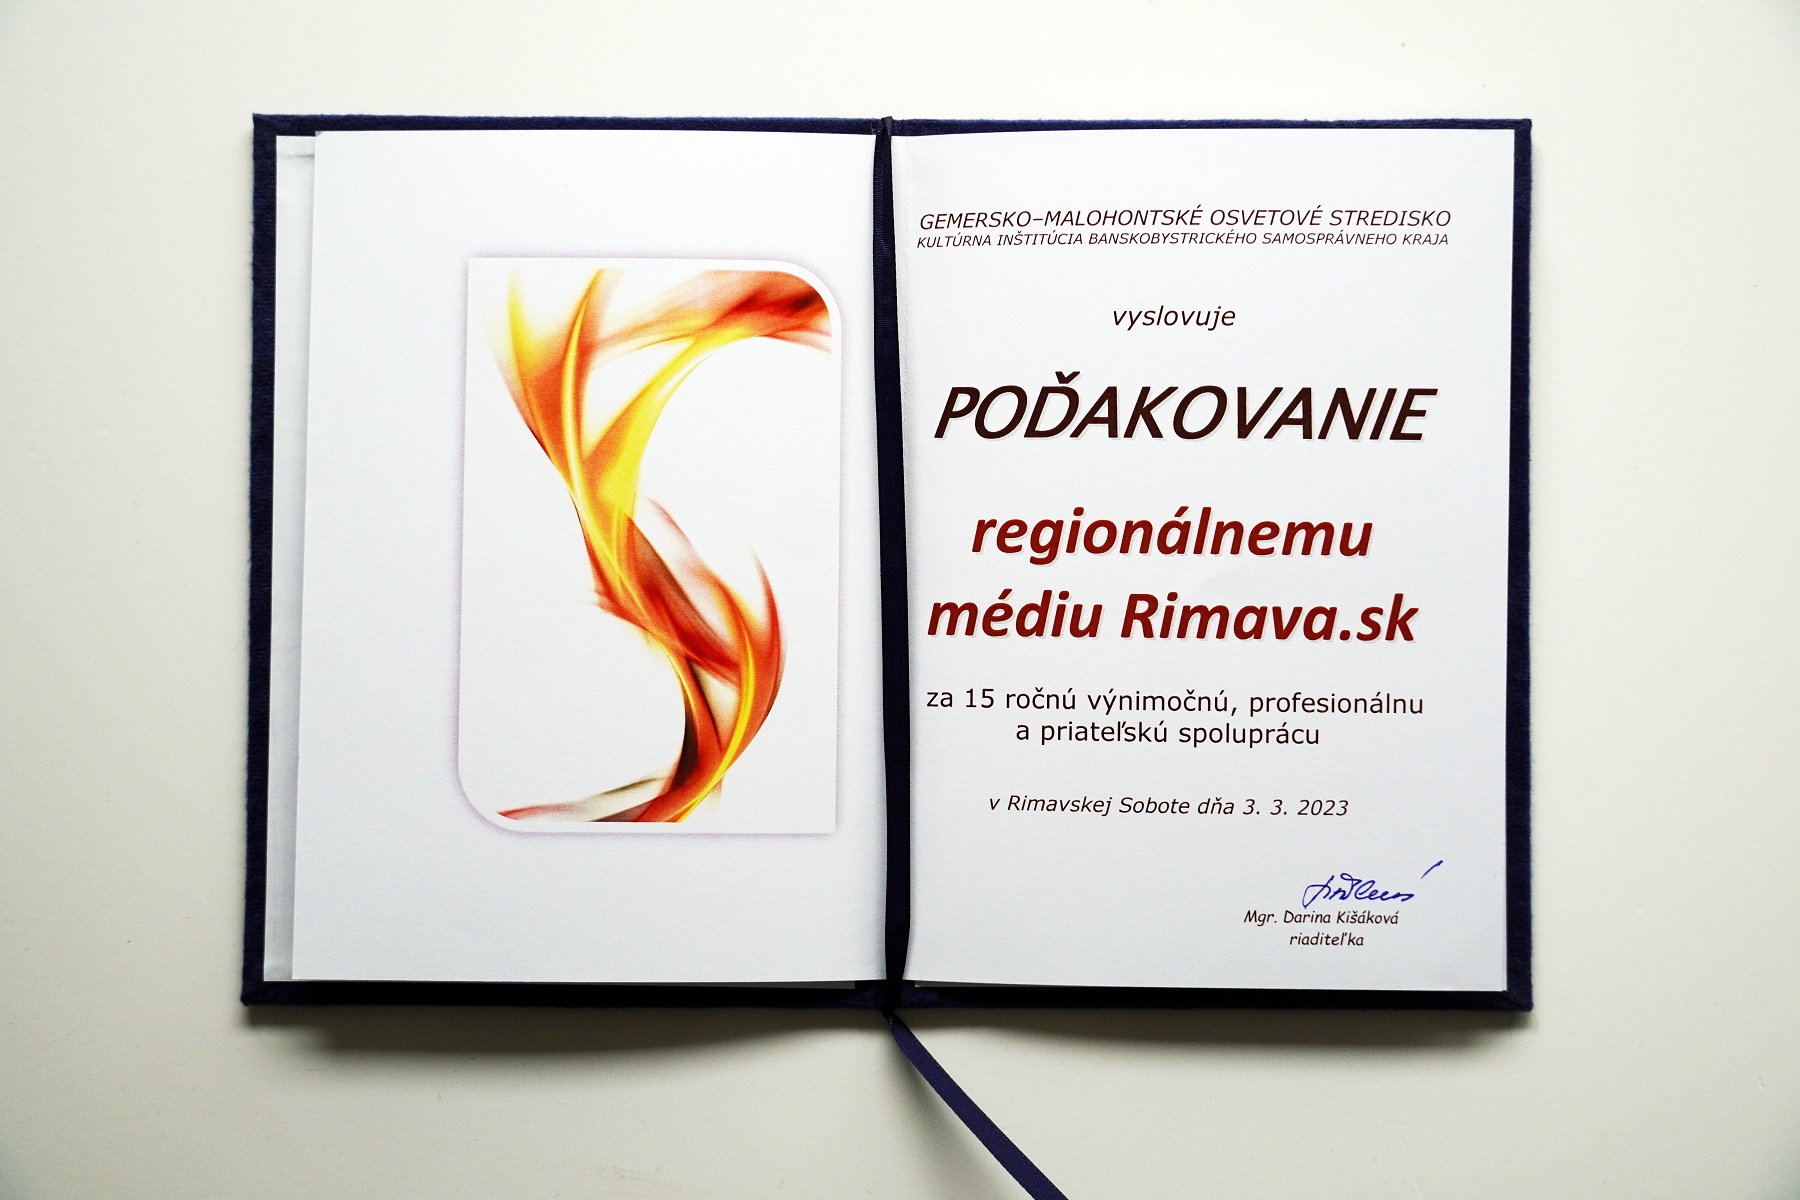 GEMERSKO–MALOHONTSKÉ OSVETOVÉ STREDISKO
KULTÚRNA INŠTITÚCIA BANSKOBYSTRICKÉHO SAMOSPRÁVNEHO KRAJA
vyslovuje
POĎAKOVANIE
regionálnemu
médiu Rimava.sk
za 15 ročnú výnimočnú, profesionálnu
a priateľskú spoluprácu
v Rimavskej Sobote dňa 3. 3. 2023
Mgr. Darina Kišáková
riaditeľka